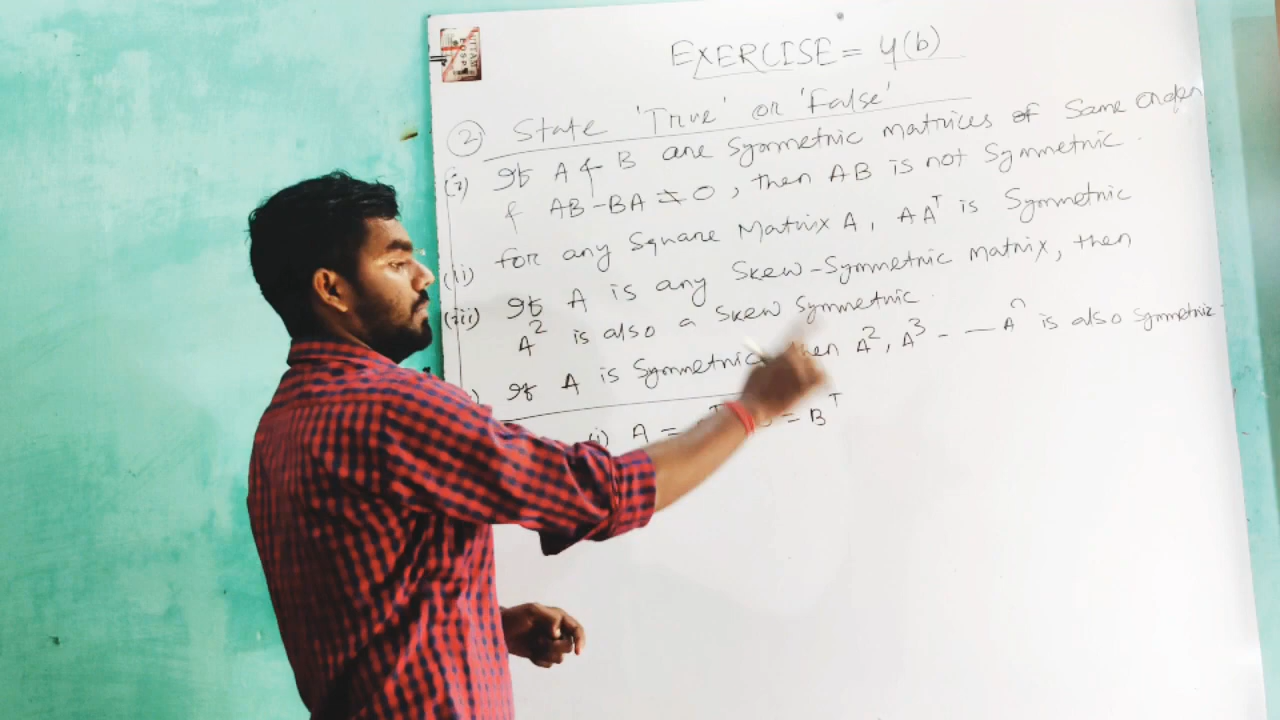 EXERCISE = 4(b)
(2) State 'True' or 'False'
(i) If A & B are symmetric matrices of same order
& AB-BA ≠ 0, then AB is not symmetric.
(ii) for any square Matrix A, AAᵀ is symmetric
(iii) If A is any skew-symmetric matrix, then
A² is also a skew symmetric.
If A is symmetric then A², A³ - - — Aⁿ is also symmetric.
(i) A = ᵀ = Bᵀ